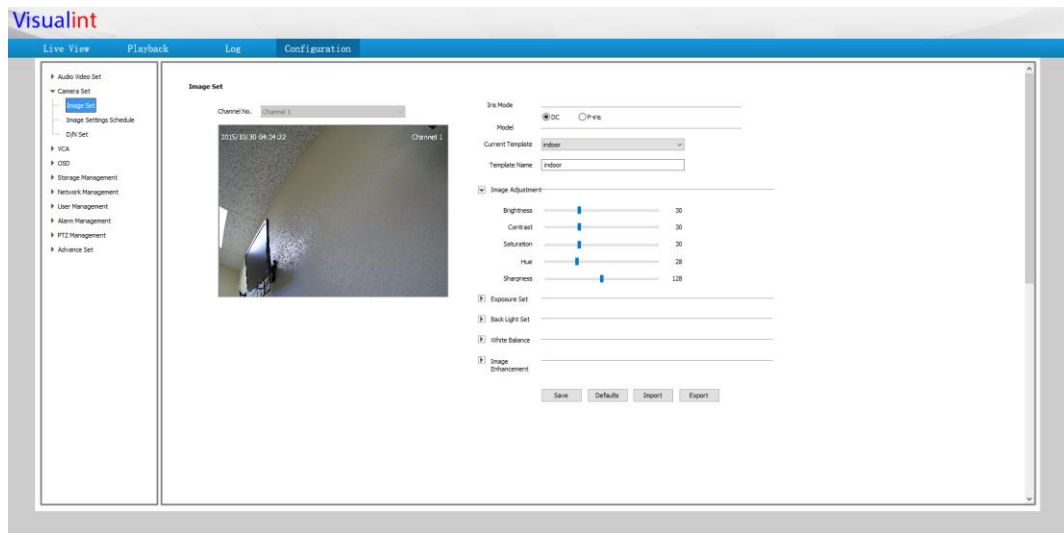 Visualint
Live View Playback Log Configuration
Audio Video Set
Camera Set
Image Set
Image Settings Schedule
D/N Set
VCA
OSD
Storage Management
Network Management
User Management
Alarm Management
PTZ Management
Advance Set
Image Set
Channel No. Channel 1
2015/10/30 04:34:22 Channel 1
Iris Mode
DC P-iris
Model
Current Template indoor
Template Name indoor
Image Adjustment
Brightness 30
Contrast 30
Saturation 30
Hue 28
Sharpness 128
Exposure Set
Back Light Set
White Balance
Image
Enhancement
Save Defaults Import Export